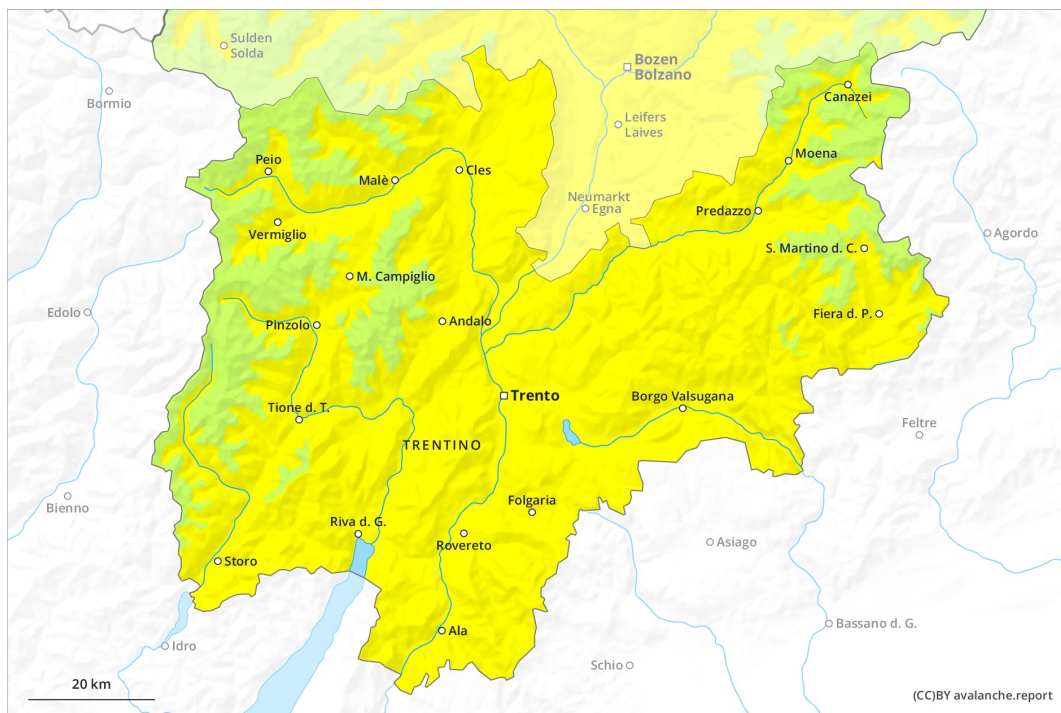 Sulden
Solda
Bozen
Bolzano
Bormio
Canazei
Leifers
Laives
Peio
Malè
Cles
Moena
Neumarkt
Egna
Predazzo
Vermiglio
Agordo
S. Martino d. C.
M. Campiglio
Edolo
Pinzolo
Andalo
Fiera d. P.
Trento
Borgo Valsugana
Tione d. T.
Feltre
TRENTINO
Bienno
Folgaria
Riva d. G.
Rovereto
Asiago
Storo
Ala
Bassano d. G.
Idro
Schio
20 km
(CC)BY avalanche.report